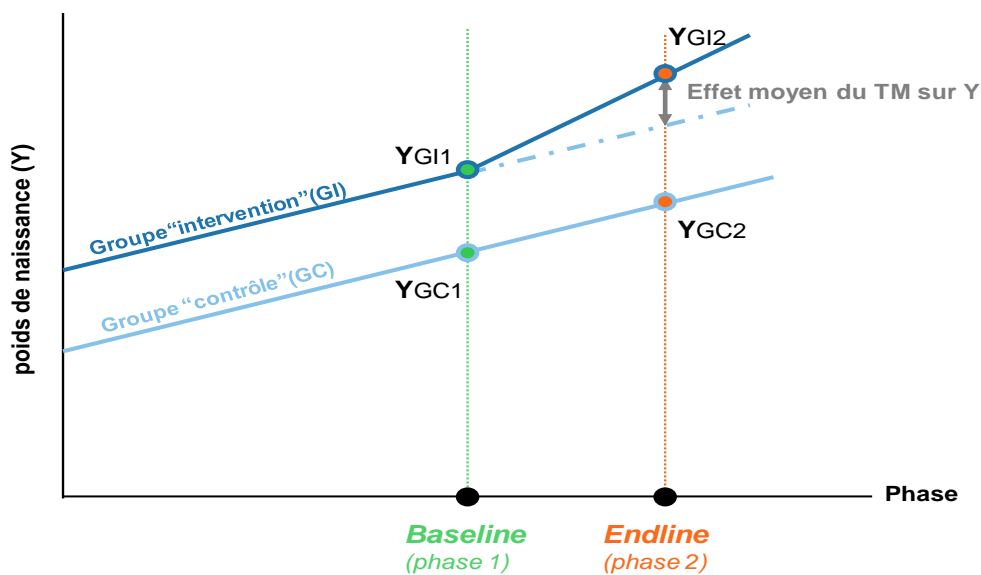 YGI2
Effet moyen du TM sur Y
YGI1
Groupe“intervention”(GI)
YGC2
YGC1
Groupe “contrôle”(GC)
poids de naissance (Y)
Phase
Baseline
(phase 1)
Endline
(phase 2)